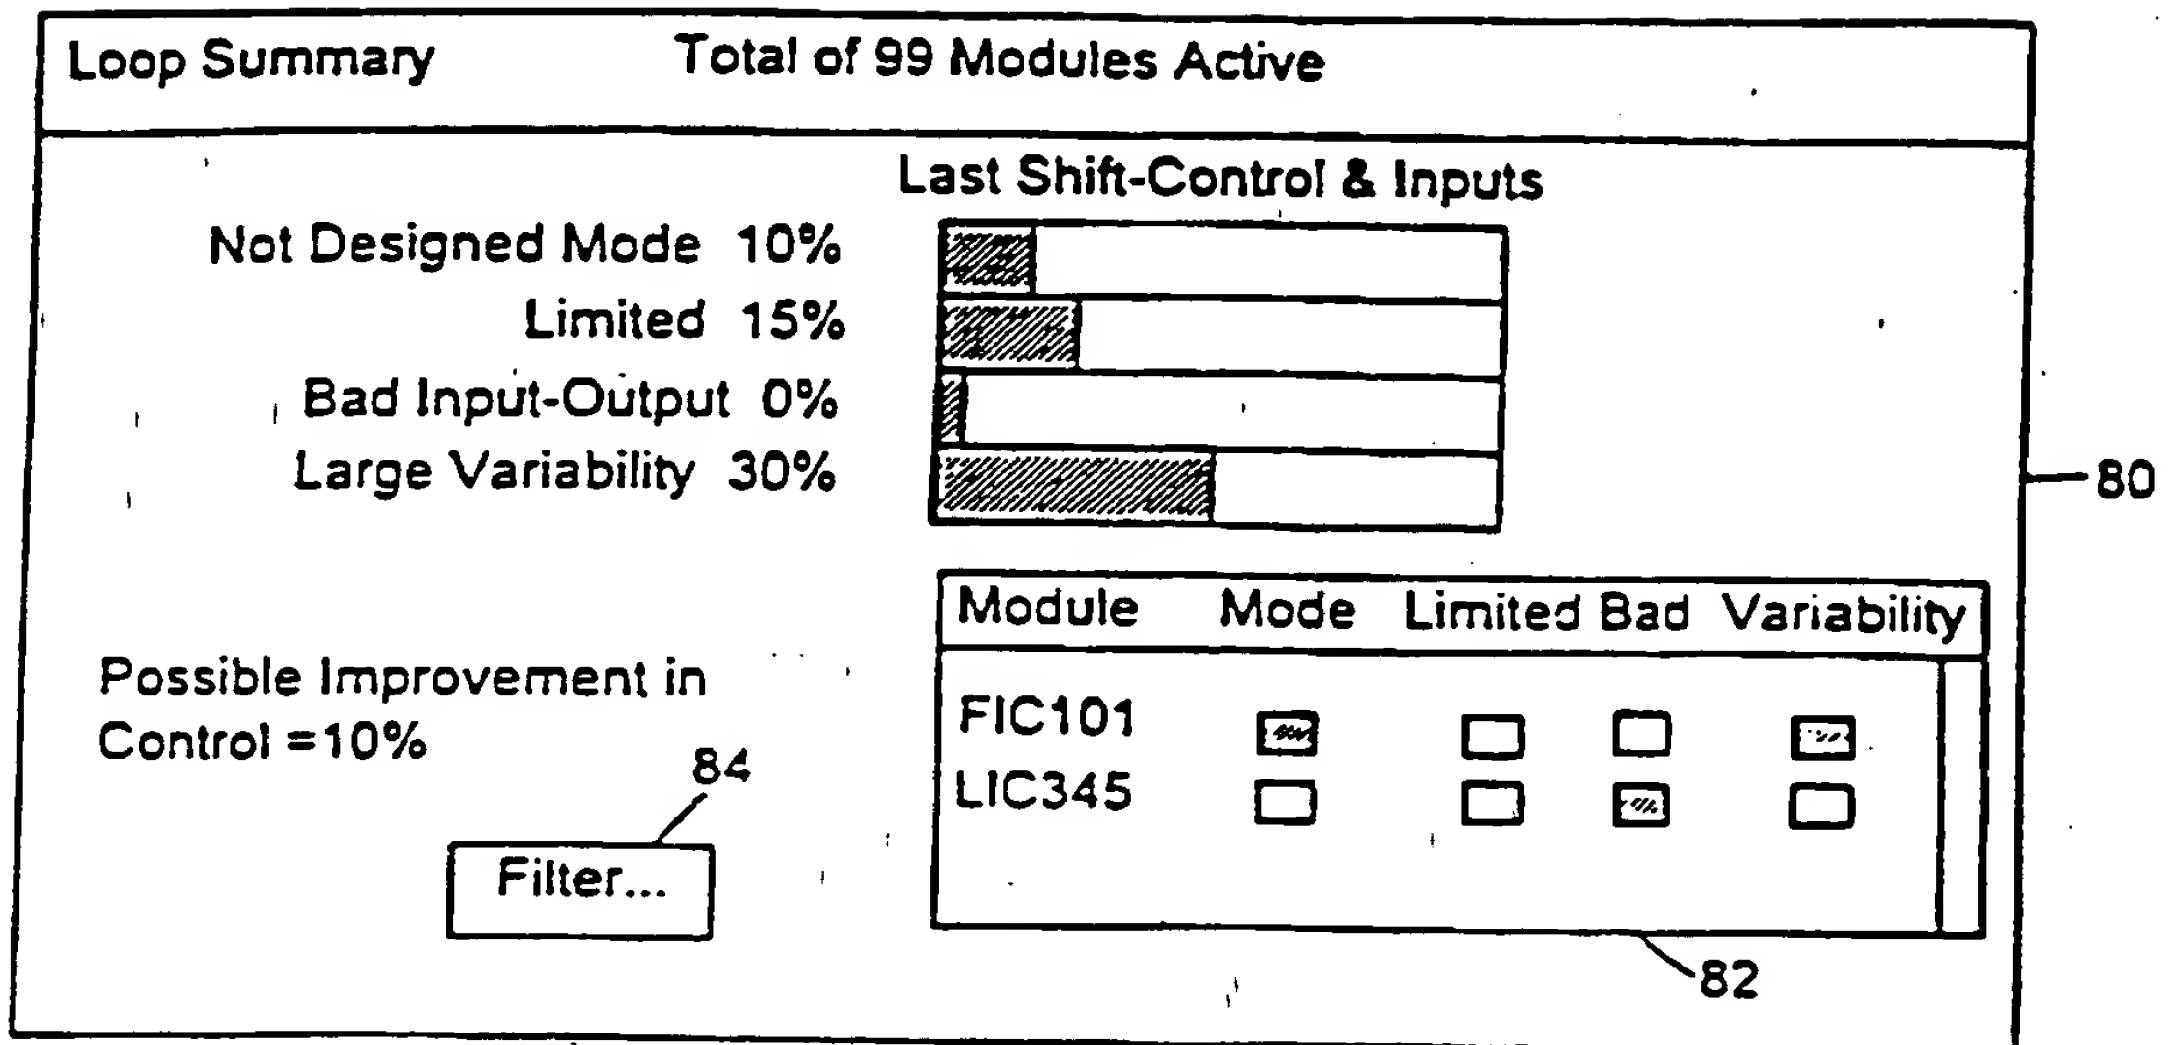 Loop Summary Total of 99 Modules Active
Last Shift-Control & Inputs
Not Designed Mode 10%
Limited 15%
Bad Input-Output 0%
Large Variability 30%
80
Module Mode Limited Bad Variability
Possible Improvement in
Control =10%
FIC101
LIC345
84
Filter...
82